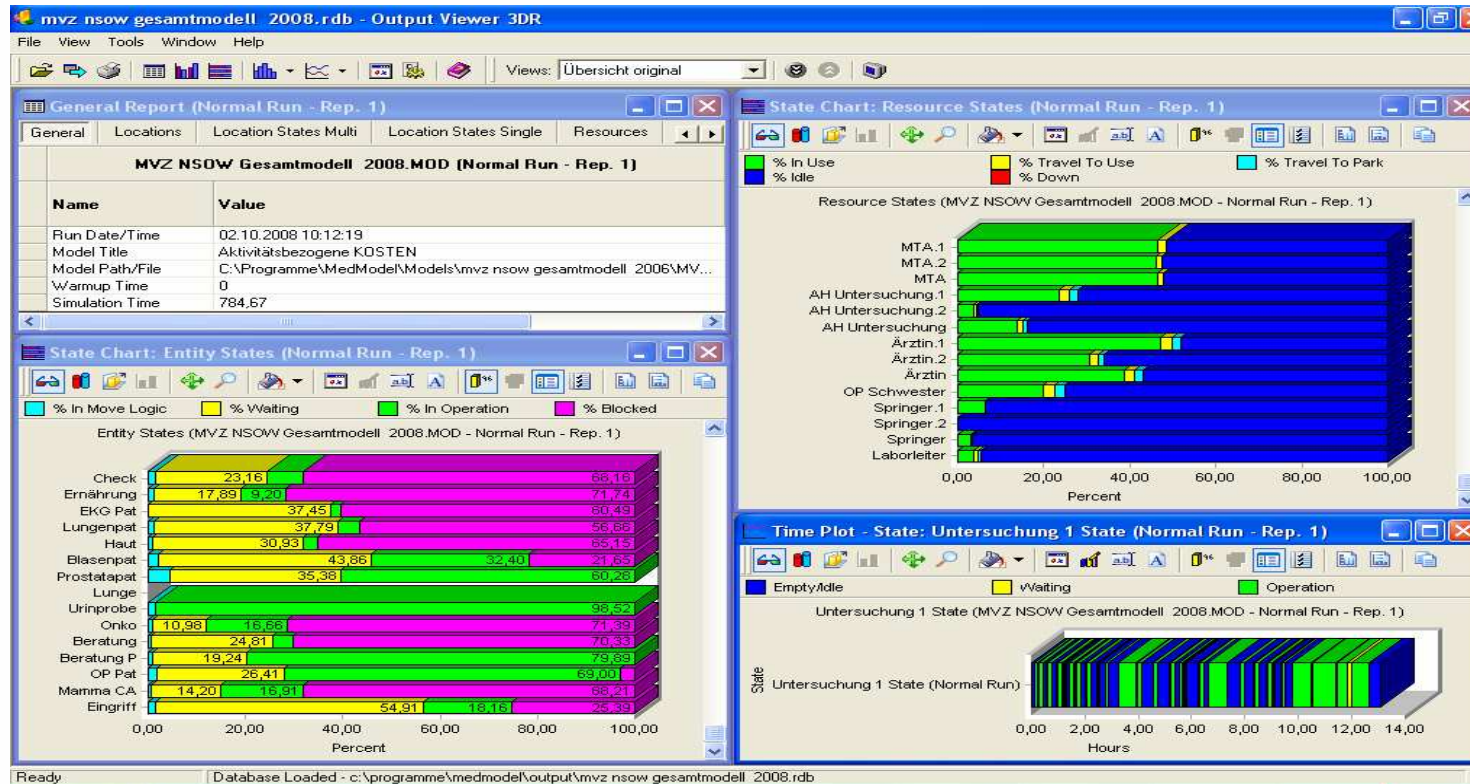 mvz nsow gesamtmodell 2008.rdb - Output Viewer 3DR
File View Tools Window Help
Views: Übersicht original
General Report (Normal Run - Rep. 1)
General Locations Location States Multi Location States Single Resources
MVZ NSOW Gesamtmodell 2008.MOD (Normal Run - Rep. 1)
Name Value
Run Date/Time 02.10.2008 10:12:19
Model Title Aktivitätsbezogene KOSTEN
Model Path/File C:\Programme\MedModel\Models\mvz nsow gesamtmodell 2006\MV...
Warmup Time 0
Simulation Time 784,67
State Chart: Entity States (Normal Run - Rep. 1)
% In Move Logic % Waiting % In Operation % Blocked
Entity States (MVZ NSOW Gesamtmodell 2008.MOD - Normal Run - Rep. 1)
Check 23,16 66,16
Ernährung 17,89 9,20 71,74
EKG Pat 37,45 60,49
Lungenpat 37,79 56,66
Haut 30,93 65,15
Blasenpat 43,86 32,40 21,65
Prostatapat 35,38 60,28
Lunge
Urinprobe 98,52
Onko 10,98 16,66 71,39
Beratung 24,81 70,33
Beratung P 19,24 79,89
OP Pat 26,41 69,00
Mamma CA 14,20 16,91 68,21
Eingriff 54,91 18,16 25,39
0,00 20,00 40,00 60,00 80,00 100,00
Percent
State Chart: Resource States (Normal Run - Rep. 1)
% In Use % Travel To Use % Travel To Park
% Idle % Down
Resource States (MVZ NSOW Gesamtmodell 2008.MOD - Normal Run - Rep. 1)
MTA.1
MTA.2
MTA
AH Untersuchung.1
AH Untersuchung.2
AH Untersuchung
Ärztin.1
Ärztin.2
Ärztin
OP Schwester
Springer.1
Springer.2
Springer
Laborleiter
0,00 20,00 40,00 60,00 80,00 100,00
Percent
Time Plot - State: Untersuchung 1 State (Normal Run - Rep. 1)
Empty/Idle Waiting Operation
Untersuchung 1 State (MVZ NSOW Gesamtmodell 2008.MOD - Normal Run - Rep. 1)
State
Untersuchung 1 State (Normal Run)
0,00 2,00 4,00 6,00 8,00 10,00 12,00 14,00
Hours
Ready Database Loaded - c:\programme\medmodel\output\mvz nsow gesamtmodell 2008.rdb